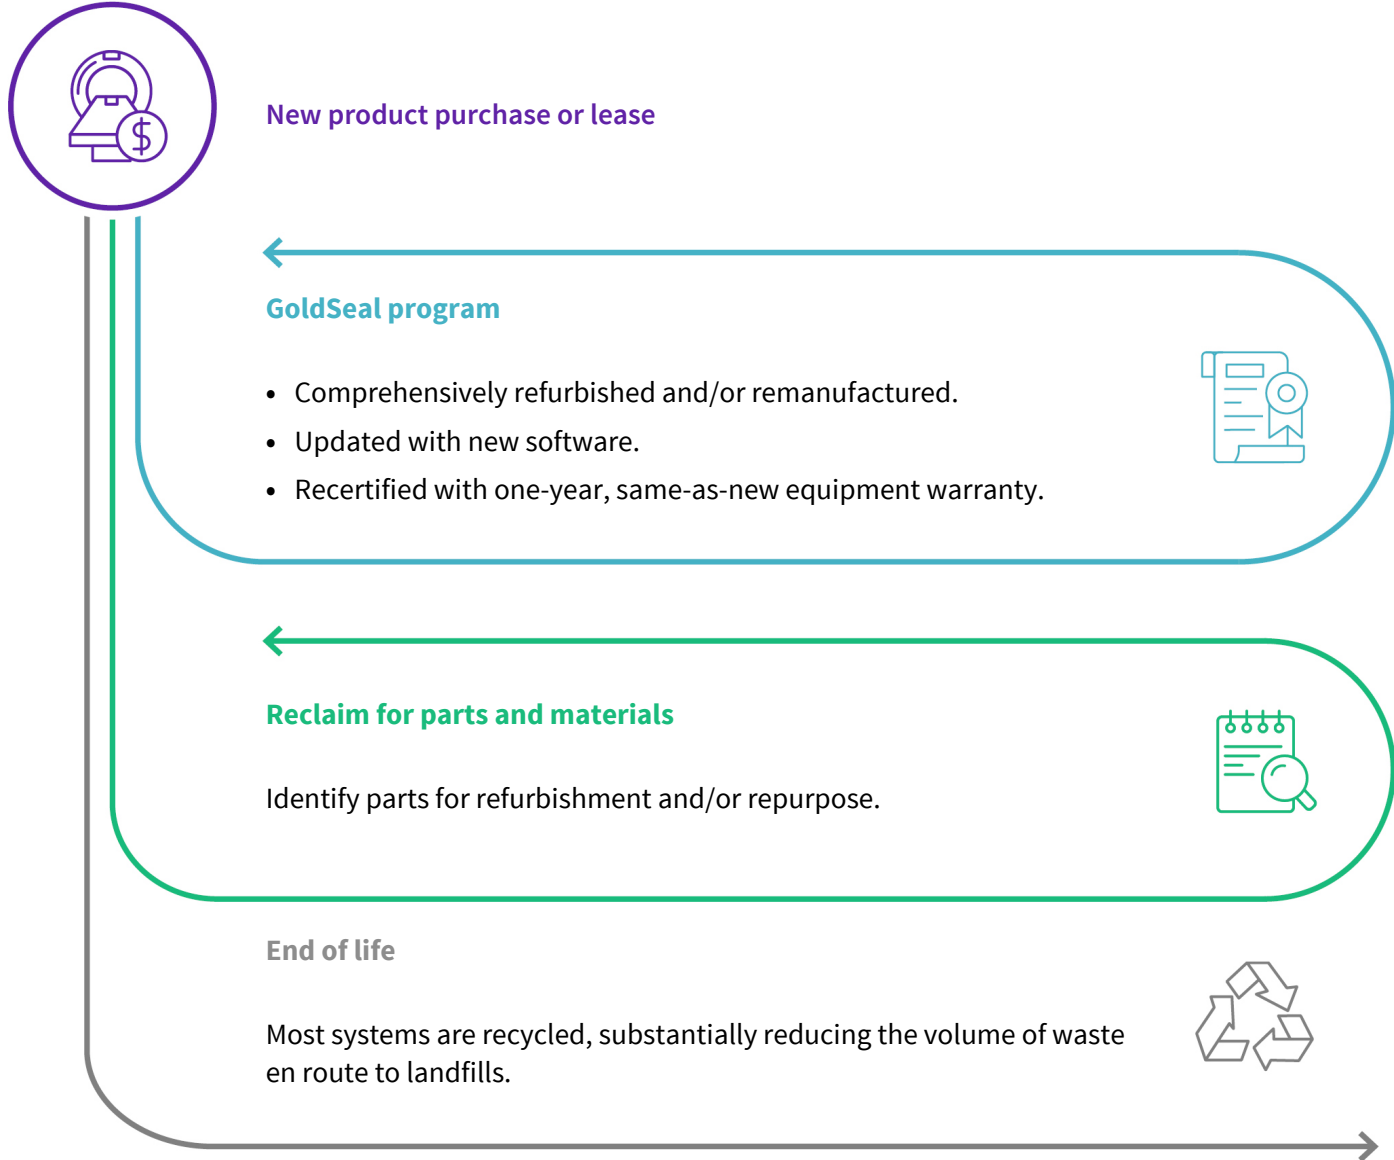 $
New product purchase or lease
GoldSeal program
• Comprehensively refurbished and/or remanufactured.
• Updated with new software.
• Recertified with one-year, same-as-new equipment warranty.
Reclaim for parts and materials
Identify parts for refurbishment and/or repurpose.
End of life
Most systems are recycled, substantially reducing the volume of waste
en route to landfills.